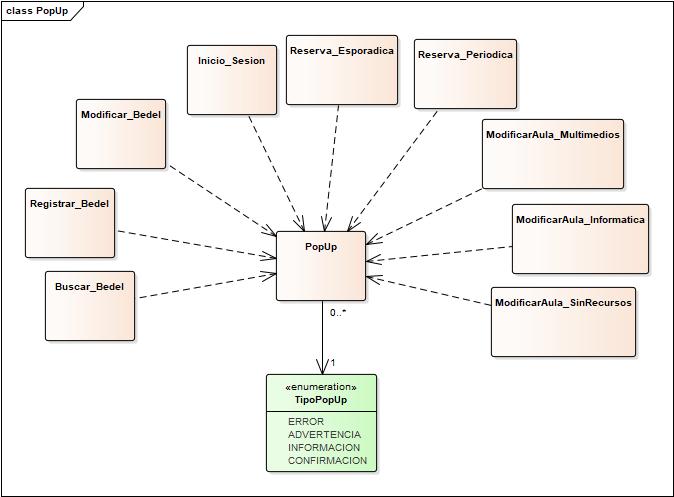 class PopUp
Inicio_Sesion
Reserva_Esporadica
Reserva_Periodica
Modificar_Bedel
ModificarAula_Multimedios
Registrar_Bedel
ModificarAula_Informatica
PopUp
Buscar_Bedel
ModificarAula_SinRecursos
0..*
1
«enumeration»
TipoPopUp
ERROR
ADVERTENCIA
INFORMACION
CONFIRMACION